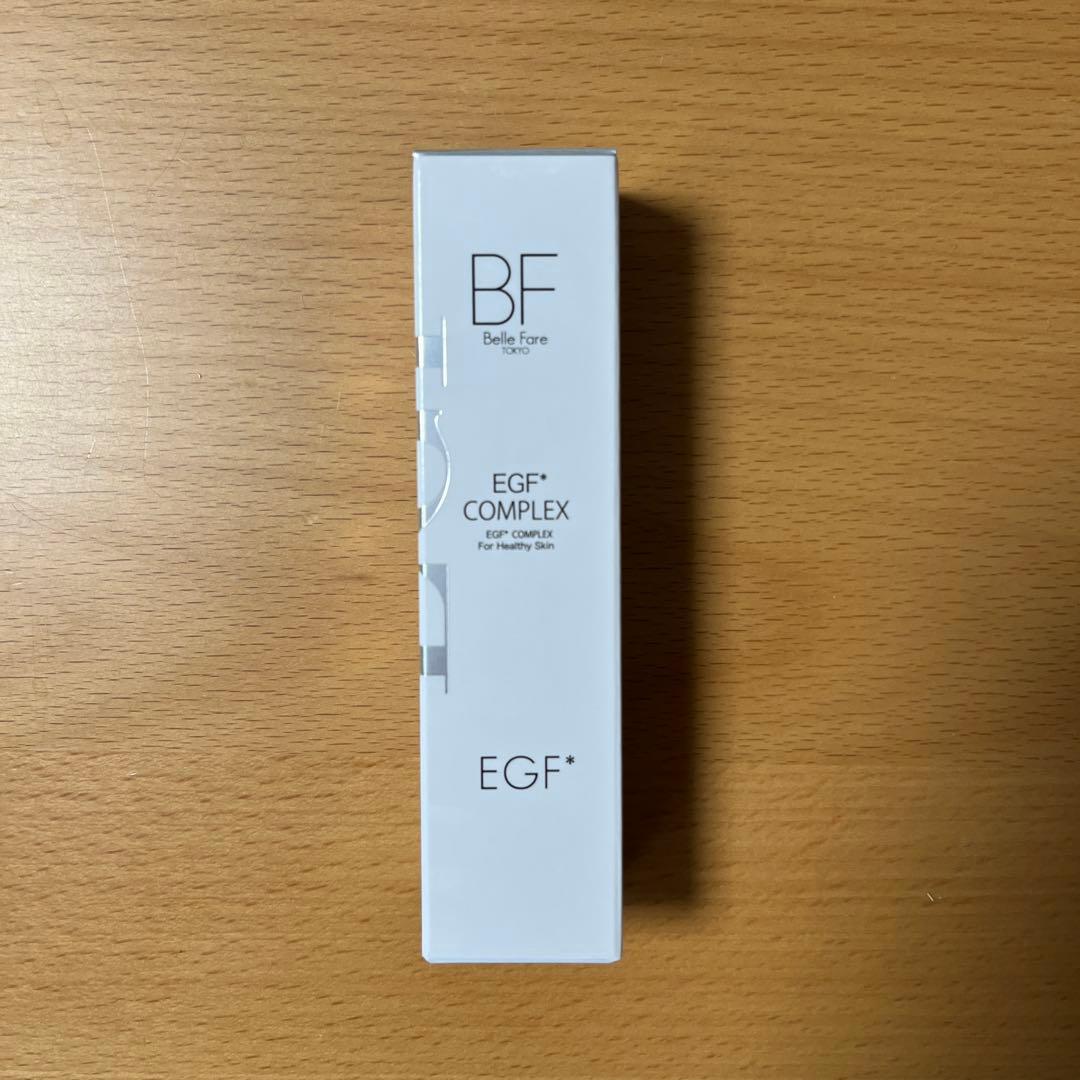 BF
Belle Fare
TOKYO
EGF*
COMPLEX
EGF* COMPLEX
For Healthy Skin
EGF*